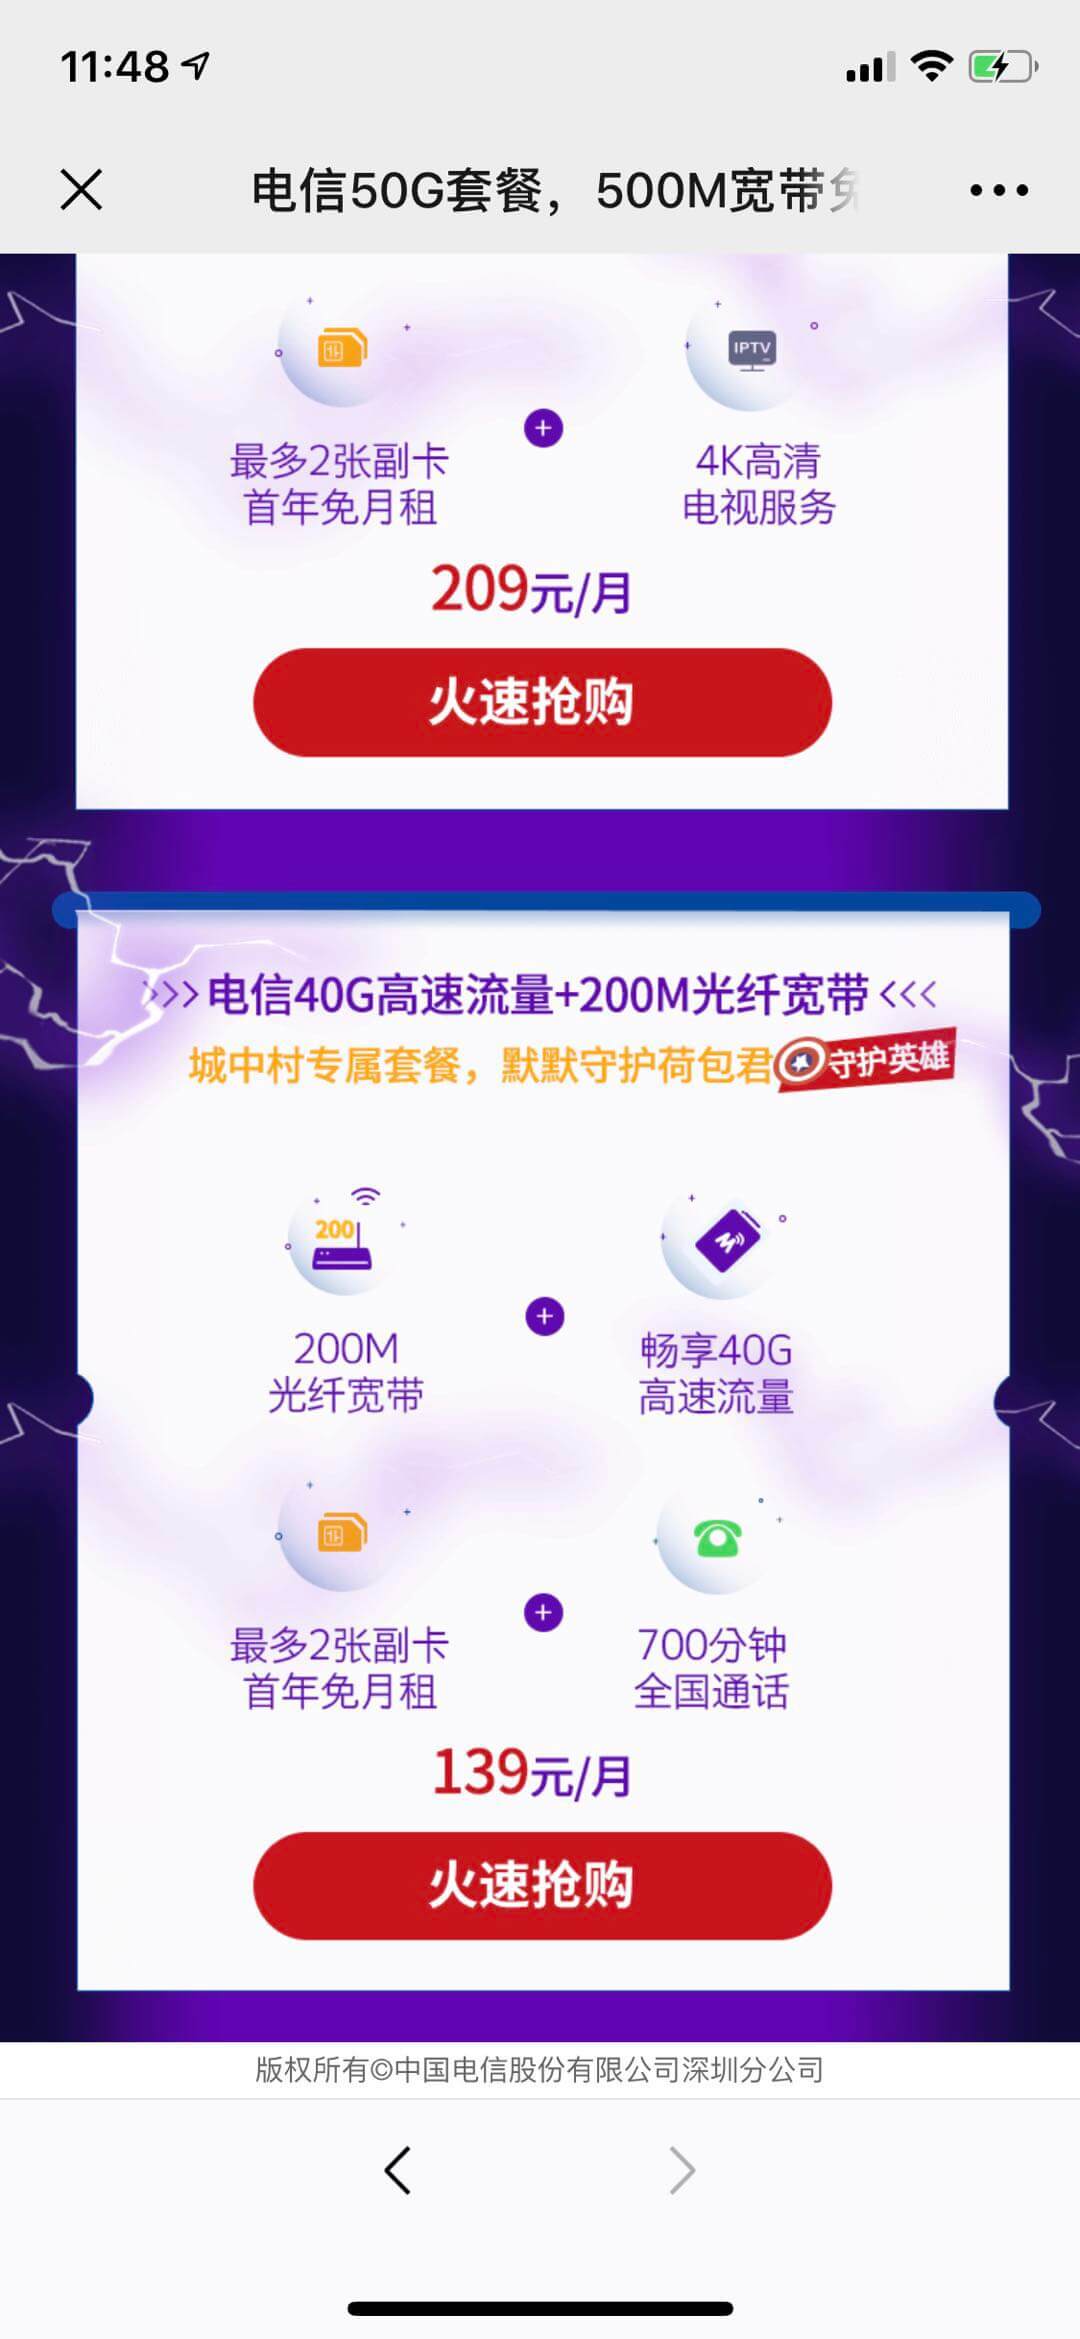 11:48
电信50G套餐，500M宽带
IPTV
最多2张副卡
首年免月租
4K高清
电视服务
209元/月
火速抢购
>>>电信40G高速流量+200M光纤宽带<<<
城中村专属套餐，默默守护荷包君
守护英雄
200
M
200M
光纤宽带
畅享40G
高速流量
最多2张副卡
首年免月租
700分钟
全国通话
139元/月
火速抢购
版权所有©中国电信股份有限公司深圳分公司